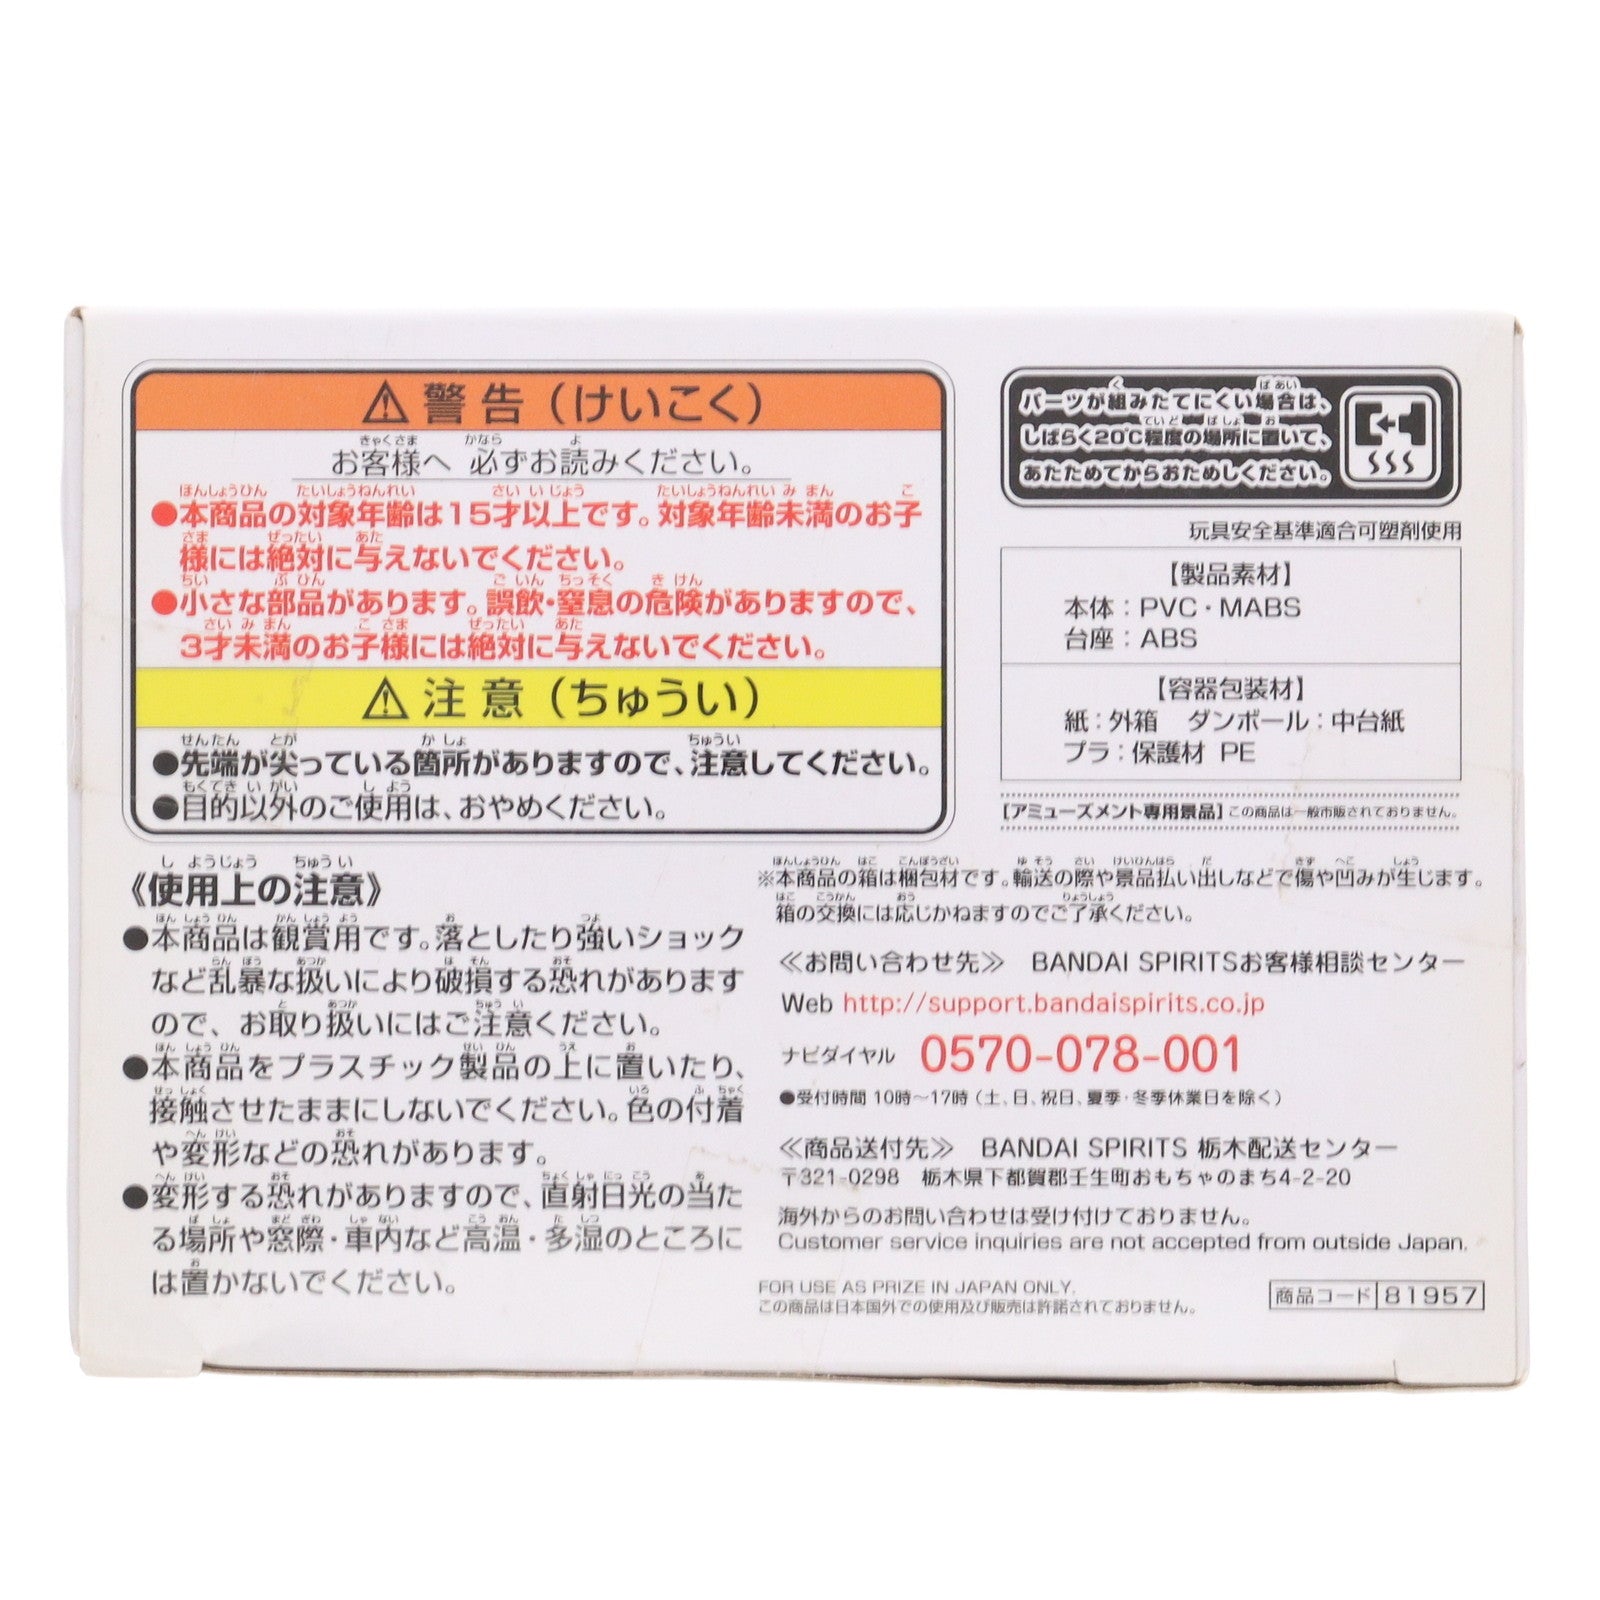 警告(けいこく)
お客様へ 必ずお読みください。
●本商品の対象年齢は15才以上です。対象年齢未満のお子
様には絶対に与えないでください。
●小さな部品があります。誤飲・窒息の危険がありますので、
3才未満のお子様には絶対に与えないでください。
注意(ちゅうい)
●先端が尖っている箇所がありますので、注意してください。
●目的以外のご使用は、おやめください。
パーツが組みたてにくい場合は、
しばらく20℃程度の場所に置いて、
あたためてからおためしください。
玩具安全基準適合可塑剤使用
【製品素材】
本体：PVC・MABS
台座：ABS
【容器包装材】
紙：外箱 ダンボール：中台紙
プラ：保護材 PE
[アミューズメント専用景品]この商品は一般市販されておりません。
《使用上の注意》
●本商品は観賞用です。落としたり強いショック
など乱暴な扱いにより破損する恐れがあります
ので、お取り扱いにはご注意ください。
●本商品をプラスチック製品の上に置いたり、
接触させたままにしないでください。色の付着
や変形などの恐れがあります。
●変形する恐れがありますので、直射日光の当た
る場所や窓際・車内など高温・多湿のところに
は置かないでください。
※本商品の箱は梱包材です。輸送の際や景品払い出しなどで傷や凹みが生じます。
箱の交換には応じかねますのでご了承ください。
≪お問い合わせ先≫ BANDAI SPIRITSお客様相談センター
Web http://support.bandaispirits.co.jp
ナビダイヤル 0570-078-001
●受付時間 10時～17時(土、日、祝日、夏季・冬季休業日を除く)
≪商品送付先≫ BANDAI SPIRITS 栃木配送センター
〒321-0298 栃木県下都賀郡壬生町おもちゃのまち4-2-20
海外からのお問い合わせは受け付けておりません。
Customer service inquiries are not accepted from outside Japan.
FOR USE AS PRIZE IN JAPAN ONLY.
この商品は日本国外での使用及び販売は許諾されておりません。
商品コード 81957